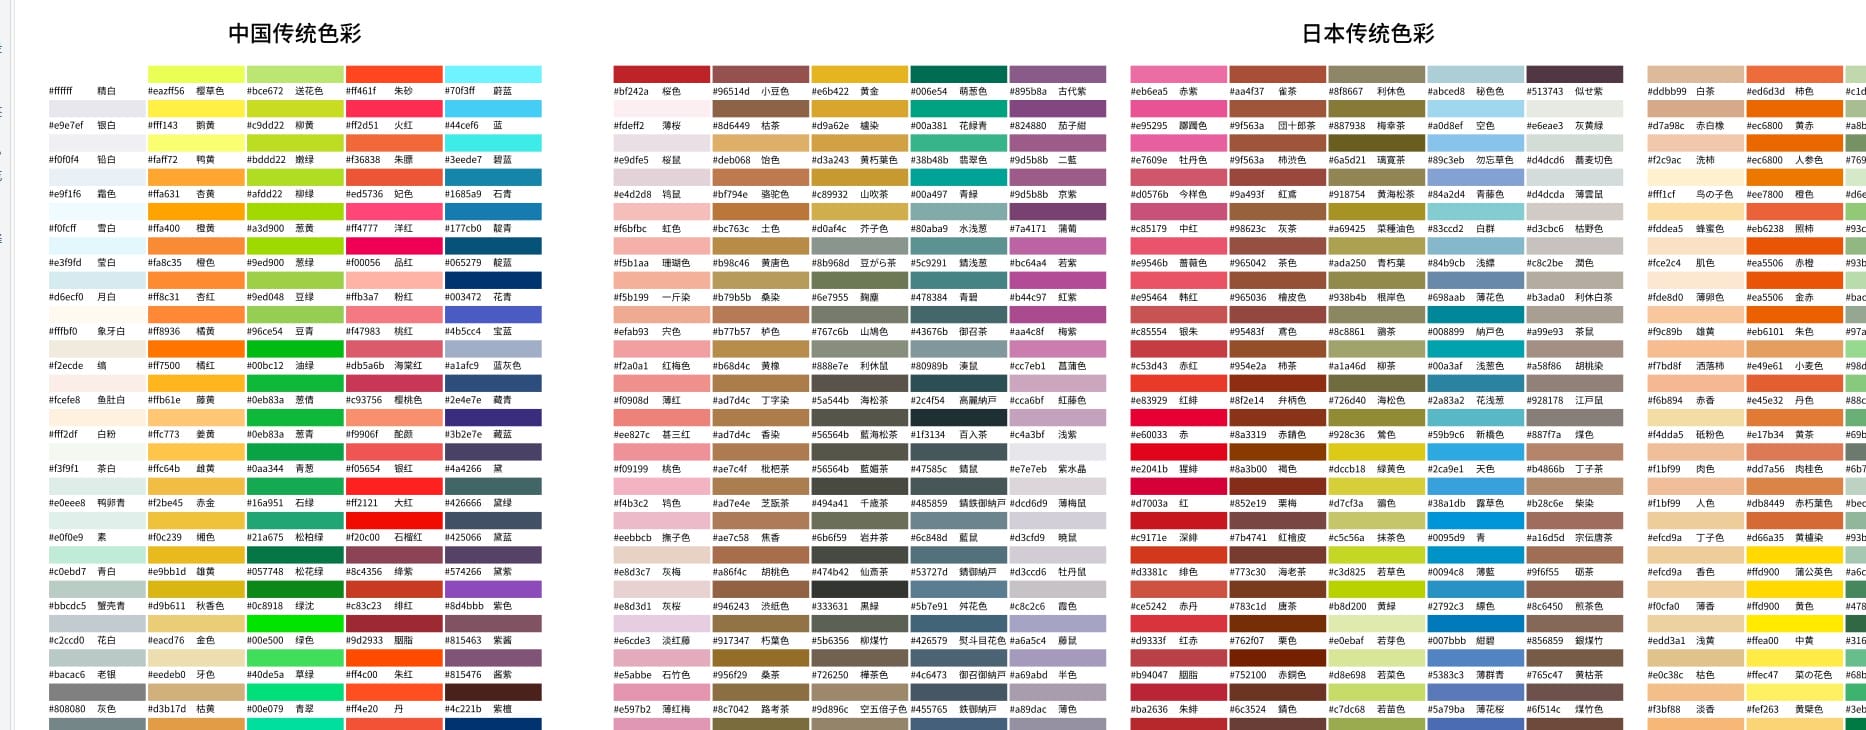 中国传统色彩 日本传统色彩
#ffffff 精白 #eazff56 樱草色 #bce672 送花色 #ff461f 朱砂 #70f3ff 蔚蓝 #bf242a 桜色 #96514d 小豆色 #e6b422 黄金 #006e54 萌葱色 #895b8a 古代紫 #eb6ea5 赤紫 #aa4f37 雀茶 #8f8667 利休色 #abced8 秘色色 #513743 似せ紫 #ddbb99 白茶 #ed6d3d 柿色
#e9e7ef 银白 #fff143 鹅黄 #c9dd22 柳黄 #ff2d51 火红 #44cef6 蓝 #fdeff2 薄桜 #8d6449 枯茶 #d9a62e 櫨染 #00a381 花緑青 #824880 茄子紺 #e95295 躑躅色 #9f563a 団十郎茶 #887938 梅幸茶 #a0d8ef 空色 #e6eae3 灰黄緑 #d7a98c 赤白橡 #ec6800 黄赤
#f0f0f4 铅白 #faff72 鸭黄 #bddd22 嫩绿 #f36838 朱膘 #3eede7 碧蓝 #e9dfe5 桜鼠 #deb068 饴色 #d3a243 黄朽葉色 #38b48b 翡翠色 #9d5b8b 二藍 #e7609e 牡丹色 #9f563a 柿渋色 #6a5d21 璃寛茶 #89c3eb 勿忘草色 #d4dcd6 蕎麦切色 #f2c9ac 洗柿 #ec6800 人参色
#e9f1f6 霜色 #ffa631 杏黄 #afdd22 柳绿 #ed5736 妃色 #1685a9 石青 #e4d2d8 鸨鼠 #bf794e 骆驼色 #c89932 山吹茶 #00a497 青緑 #9d5b8b 京紫 #d0576b 今样色 #9a493f 紅鳶 #918754 黄海松茶 #84a2d4 青藤色 #d4dcda 薄雲鼠 #fff1cf 鸟の子色 #ee7800 橙色
#f0fcff 雪白 #ffa400 橙黄 #a3d900 葱黄 #ff4777 洋红 #177cb0 靛青 #f6bfbc 虹色 #bc763c 土色 #d0af4c 芥子色 #80aba9 水浅葱 #7a4171 蒲葡 #c85179 中红 #98623c 灰茶 #a69425 菜種油色 #83ccd2 白群 #d3cbc6 枯野色 #fddea5 蜂蜜色 #eb6238 照柿
#e3f9fd 莹白 #fa8c35 橙色 #9ed900 葱绿 #f00056 品红 #065279 靛蓝 #f5b1aa 珊瑚色 #b98c46 黄唐色 #8b968d 豆がら茶 #5c9291 錆浅葱 #bc64a4 若紫 #e9546b 蔷薇色 #965042 茶色 #ada250 青朽葉 #84b9cb 浅縹 #c8c2be 潤色 #fce2c4 肌色 #ea5506 赤橙
#d6ecf0 月白 #ff8c31 杏红 #9ed048 豆绿 #ffb3a7 粉红 #003472 花青 #f5b199 一斤染 #b79b5b 桑染 #6e7955 麹塵 #478384 青碧 #b44c97 紅紫 #e95464 韩红 #965036 檜皮色 #938b4b 根岸色 #698aab 薄花色 #b3ada0 利休白茶 #fde8d0 薄卵色 #ea5506 金赤
#fffbf0 象牙白 #ff8936 橘黄 #96ce54 豆青 #f47983 桃红 #4b5cc4 宝蓝 #efab93 宍色 #b77b57 栌色 #767c6b 山鳩色 #43676b 御召茶 #aa4c8f 梅紫 #c85554 银朱 #95483f 鳶色 #8c8861 鶸茶 #008899 納戸色 #a99e93 茶鼠 #f9c89b 雄黄 #eb6101 朱色
#f2ecde 缟 #ff7500 橘红 #00bc12 油绿 #db5a6b 海棠红 #a1afc9 蓝灰色 #f2a0a1 红梅色 #b68d4c 黄橡 #888e7e 利休鼠 #80989b 湊鼠 #cc7eb1 菖蒲色 #c53d43 赤红 #954e2a 柿茶 #a1a46d 柳茶 #00a3af 浅葱色 #a58f86 胡桃染 #f7bd8f 洒落柿 #e49e61 小麦色
#fcefe8 鱼肚白 #ffb61e 藤黄 #0eb83a 葱倩 #c93756 樱桃色 #2e4e7e 藏青 #f0908d 薄红 #ad7d4c 丁字染 #5a544b 海松茶 #2c4f54 高麗納戸 #cca6bf 紅藤色 #e83929 红緋 #8f2e14 弁柄色 #726d40 海松色 #2a83a2 花浅葱 #928178 江戸鼠 #f6b894 赤香 #e45e32 丹色
#fff2df 白粉 #ffc773 姜黄 #0eb83a 葱青 #f9906f 酡颜 #3b2e7e 藏蓝 #ee827c 甚三红 #ad7d4c 香染 #56564b 藍海松茶 #1f3134 百入茶 #c4a3bf 浅紫 #e60033 赤 #8a3319 赤錆色 #928c36 鶯色 #59b9c6 新橋色 #887f7a 煤色 #f4dda5 砥粉色 #e17b34 黄茶
#f3f9f1 茶白 #ffc64b 雌黄 #0aa344 青葱 #f05654 银红 #4a4266 黛 #f09199 桃色 #ae7c4f 枇杷茶 #56564b 藍媚茶 #47585c 錆鼠 #e7e7eb 紫水晶 #e2041b 猩緋 #8a3b00 褐色 #dccb18 緑黄色 #2ca9e1 天色 #b4866b 丁子茶 #f1bf99 肉色 #dd7a56 肉桂色
#e0eee8 鸭卵青 #f2be45 赤金 #16a951 石绿 #ff2121 大红 #426666 黛绿 #f4b3c2 鸨色 #ad7e4e 芝翫茶 #494a41 千歳茶 #485859 錆鉄御納戸 #dcd6d9 薄梅鼠 #d7003a 红 #852e19 栗梅 #d7cf3a 鶸色 #38a1db 露草色 #b28c6e 柴染 #f1bf99 人色 #db8449 赤朽葉色
#e0f0e9 素 #f0c239 缃色 #21a675 松柏绿 #f20c00 石榴红 #425066 黛蓝 #eebbcb 撫子色 #ae7c58 焦香 #6b6f59 岩井茶 #6c848d 藍鼠 #d3cfd9 暁鼠 #c9171e 深緋 #7b4741 紅檜皮 #c5c56a 抹茶色 #0095d9 青 #a16d5d 宗伝唐茶 #efcd9a 丁子色 #d66a35 黄櫨染
#c0ebd7 青白 #e9bb1d 雄黄 #057748 松花绿 #8c4356 绛紫 #574266 黛紫 #e8d3c7 灰梅 #a86f4c 胡桃色 #474b42 仙斎茶 #53727d 錆御納戸 #d3ccd6 牡丹鼠 #d3381c 绯色 #773c30 海老茶 #c3d825 若草色 #0094c8 薄藍 #9f6f55 砺茶 #efcd9a 香色 #ffd900 蒲公英色
#bbcdc5 蟹壳青 #d9b611 秋香色 #0c8918 绿沈 #c83c23 绯红 #8d4bbb 紫色 #e8d3d1 灰桜 #946243 渋纸色 #333631 黒緑 #5b7e91 舛花色 #c8c2c6 霞色 #ce5242 赤丹 #783c1d 唐茶 #b8d200 黄緑 #2792c3 縹色 #8c6450 煎茶色 #f0cfa0 薄香 #ffd900 黄色
#c2ccd0 花白 #eacd76 金色 #00e500 绿色 #9d2933 胭脂 #815463 紫酱 #e6cde3 淡红藤 #917347 朽葉色 #5b6356 柳煤竹 #426579 熨斗目花色 #a6a5c4 藤鼠 #d9333f 红赤 #762f07 栗色 #e0ebaf 若芽色 #007bbb 紺碧 #856859 銀煤竹 #edd3a1 浅黄 #ffea00 中黄
#bacac6 老银 #eedeb0 牙色 #40de5a 草绿 #ff4c00 朱红 #815476 酱紫 #e5abbe 石竹色 #956f29 桑茶 #726250 樺茶色 #4c6473 御召御納戸 #a69abd 半色 #b94047 胭脂 #752100 赤銅色 #d8e698 若菜色 #5383c3 薄群青 #765c47 黄枯茶 #e0c38c 枯色 #ffec47 菜の花色
#808080 灰色 #d3b17d 枯黄 #00e079 青翠 #ff4e20 丹 #4c221b 紫檀 #e597b2 薄红梅 #8c7042 路考茶 #9d896c 空五倍子色 #455765 鉄御納戸 #a89dac 薄色 #ba2636 朱緋 #6c3524 錆色 #c7dc68 若苗色 #5a79ba 薄花桜 #6f514c 煤竹色 #f3bf88 淡香 #fef263 黄檗色